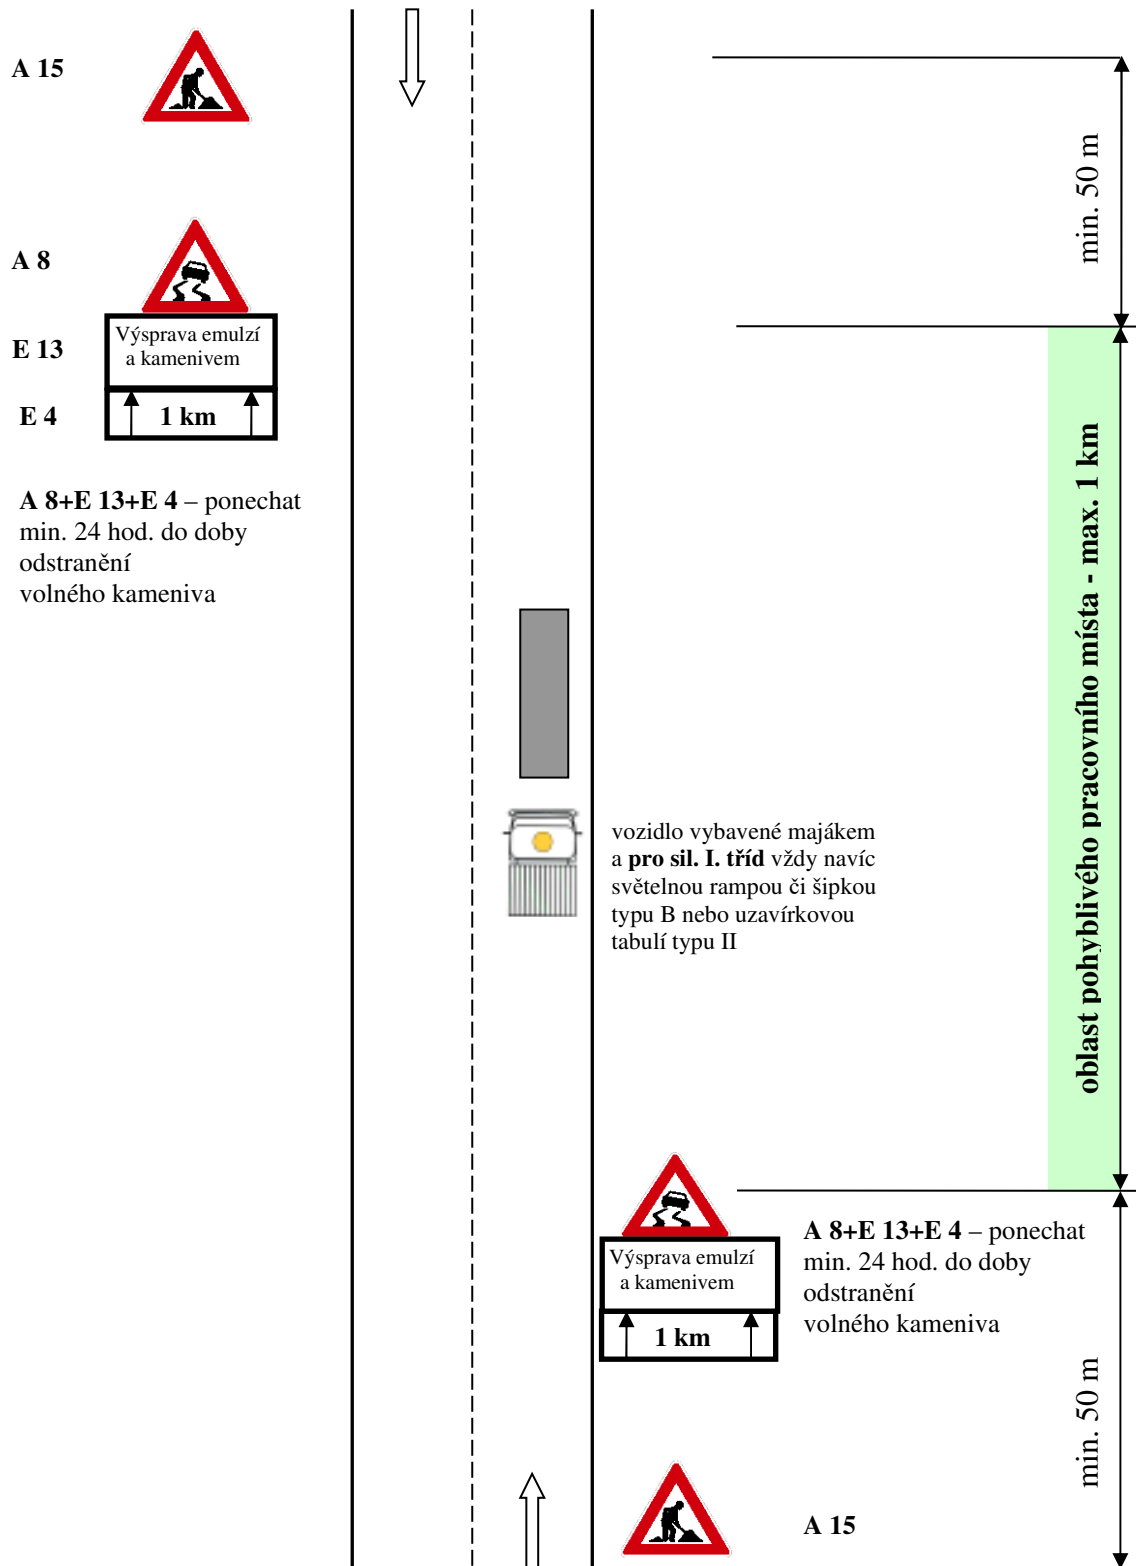 A 15
min. 50 m
A 8
E 13
Výsprava emulzí
a kamenivem
E 4
1 km
A 8+E 13+E 4 – ponechat
min. 24 hod. do doby
odstranění
volného kameniva
oblast pohyblivého pracovního místa - max. 1 km
vozidlo vybavené majákem
a pro sil. I. tříd vždy navíc
světelnou rampou či šipkou
typu B nebo uzavírkovou
tabulí typu II
Výsprava emulzí
a kamenivem
1 km
A 8+E 13+E 4 – ponechat
min. 24 hod. do doby
odstranění
volného kameniva
min. 50 m
A 15